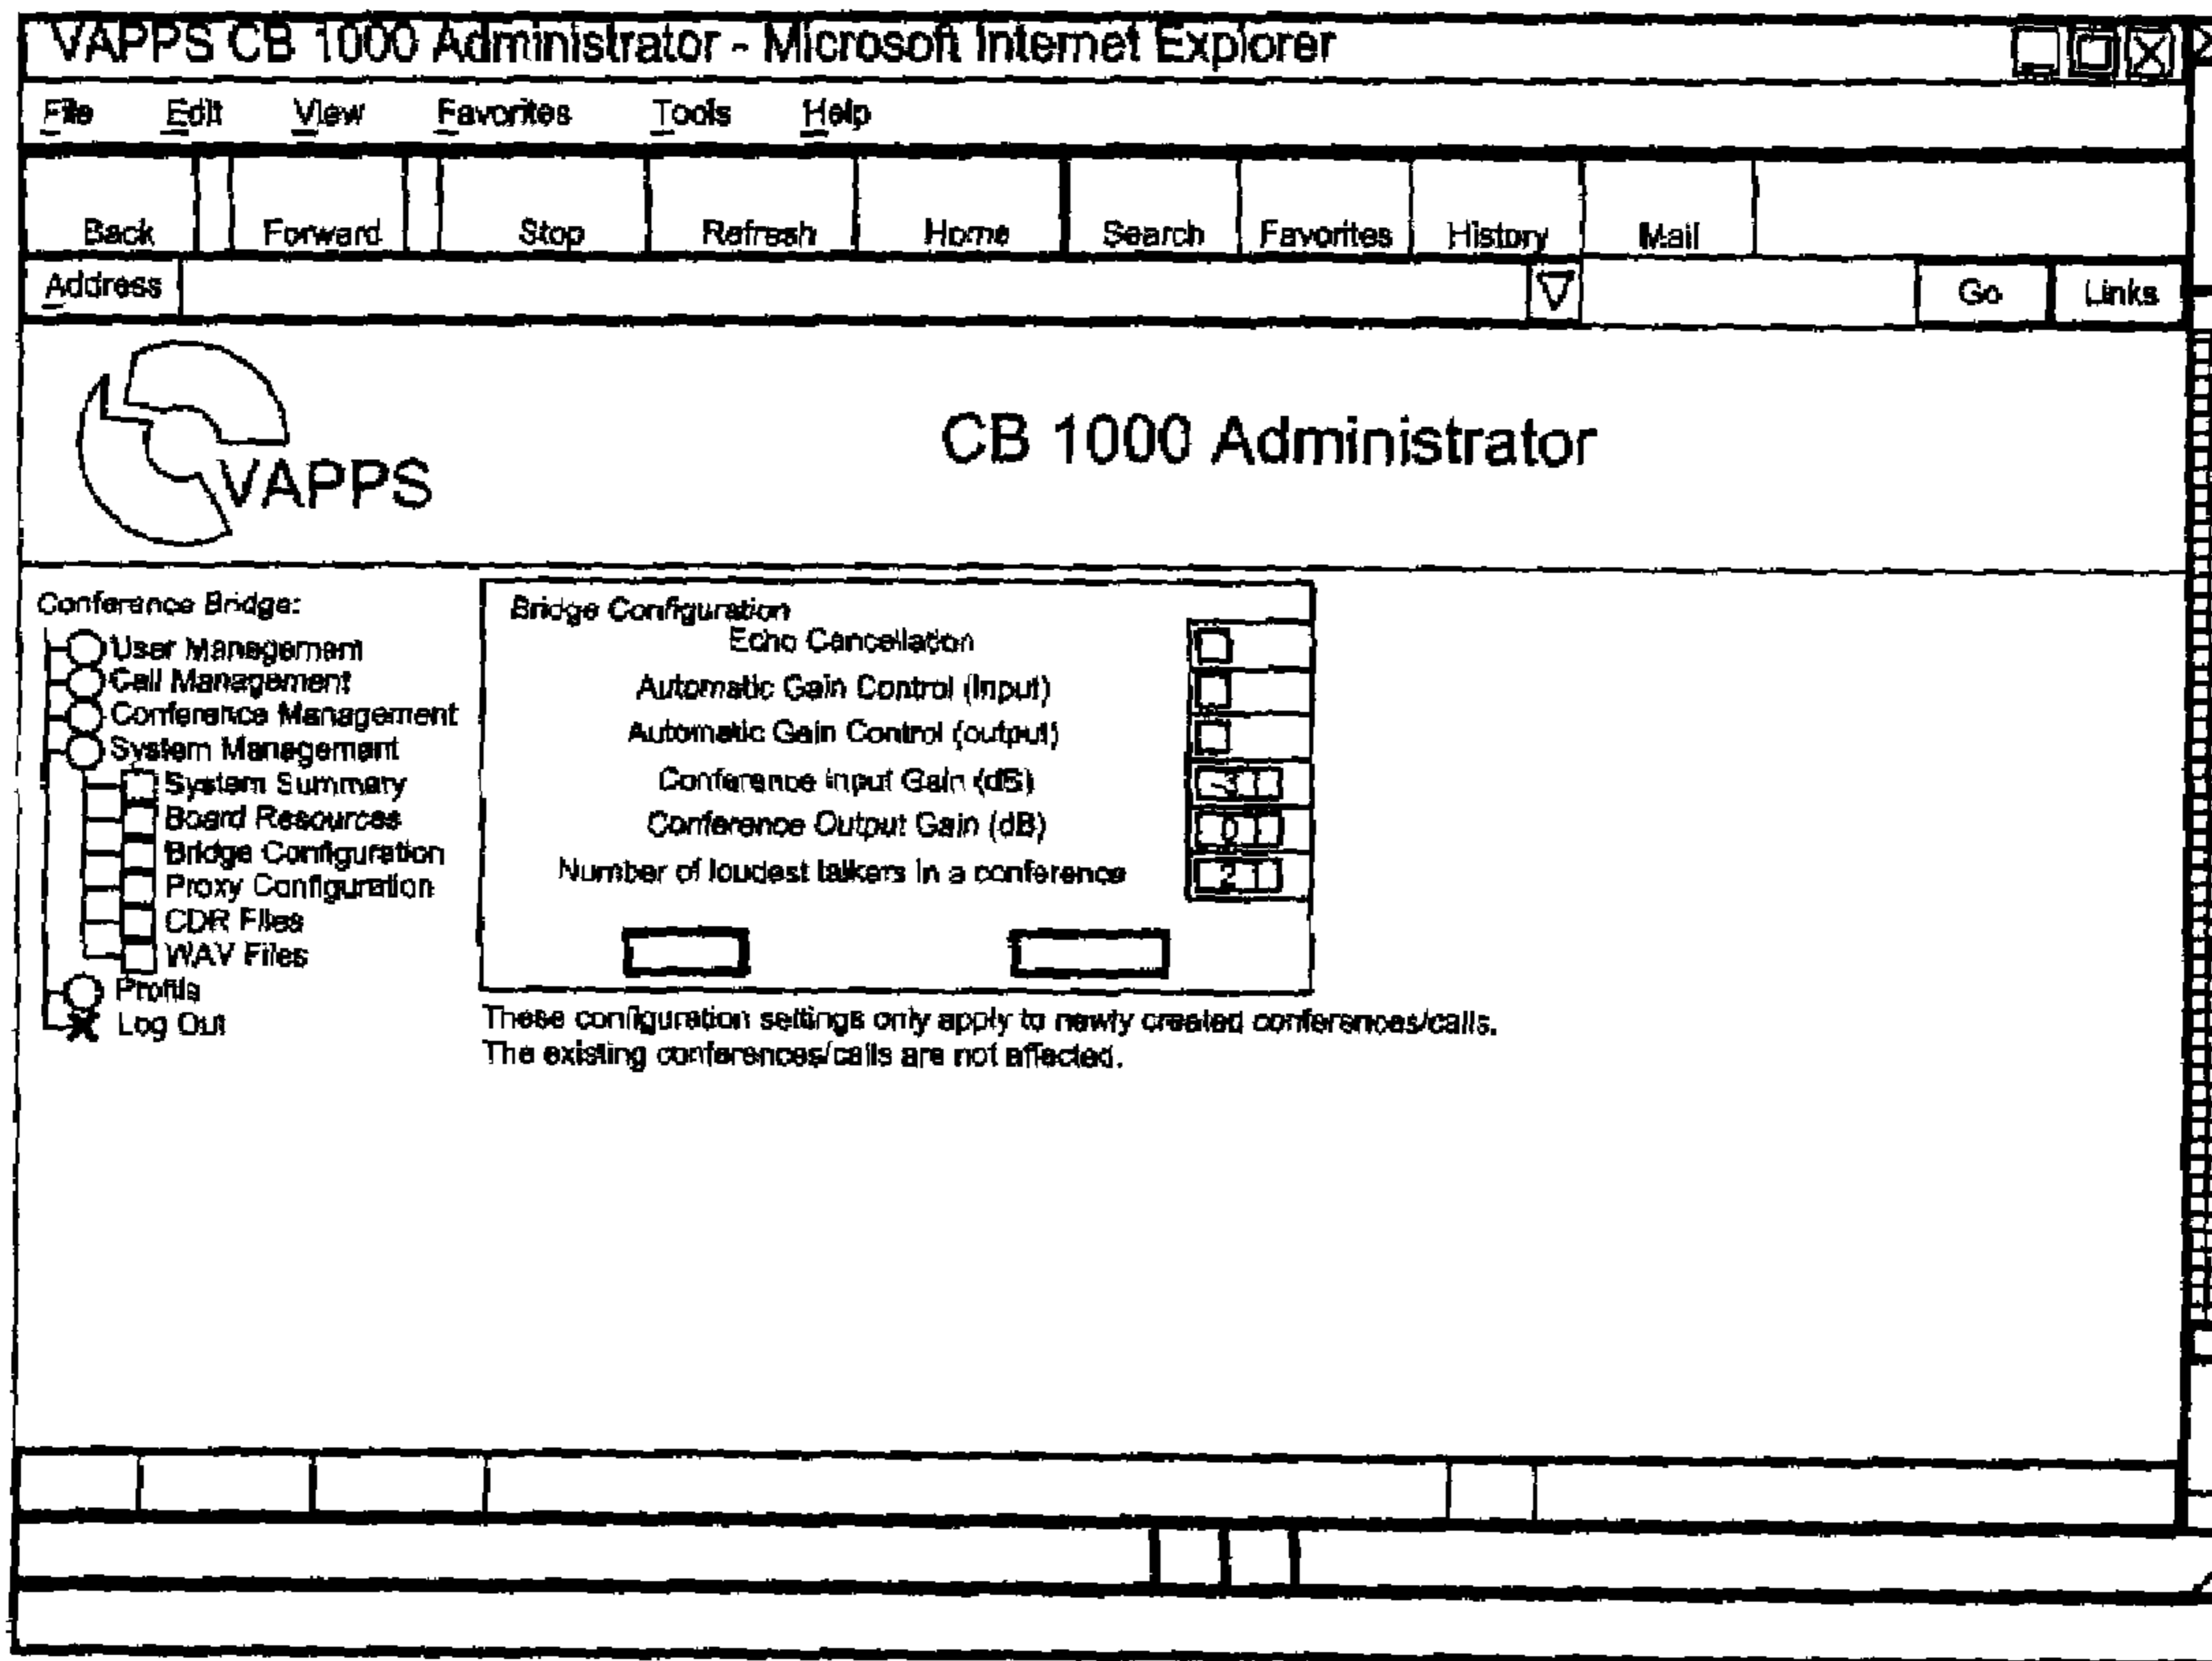 VAPPS CB 1000 Administrator - Microsoft Internet Explorer
File Edit View Favorites Tools Help
Back Forward Stop Refresh Home Search Favorites History Mail
Address Go Links
VAPPS
CB 1000 Administrator
Conference Bridge:
User Management
Call Management
Conference Management
System Management
System Summary
Board Resources
Bridge Configuration
Proxy Configuration
CDR Files
WAV Files
Profile
Log Out
Bridge Configuration
Echo Cancellation
Automatic Gain Control (Input)
Automatic Gain Control (output)
Conference Input Gain (dB) -3
Conference Output Gain (dB) 0
Number of loudest talkers in a conference 2
These configuration settings only apply to newly created conferences/calls.
The existing conferences/calls are not affected.